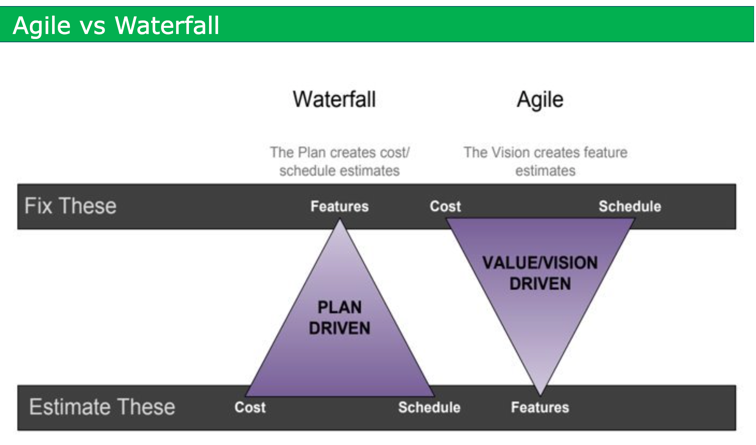 Agile vs Waterfall
Waterfall
Agile
The Plan creates cost/
schedule estimates
The Vision creates feature
estimates
Fix These
Features
Cost
Schedule
PLAN
DRIVEN
VALUE/VISION
DRIVEN
Estimate These
Cost
Schedule
Features